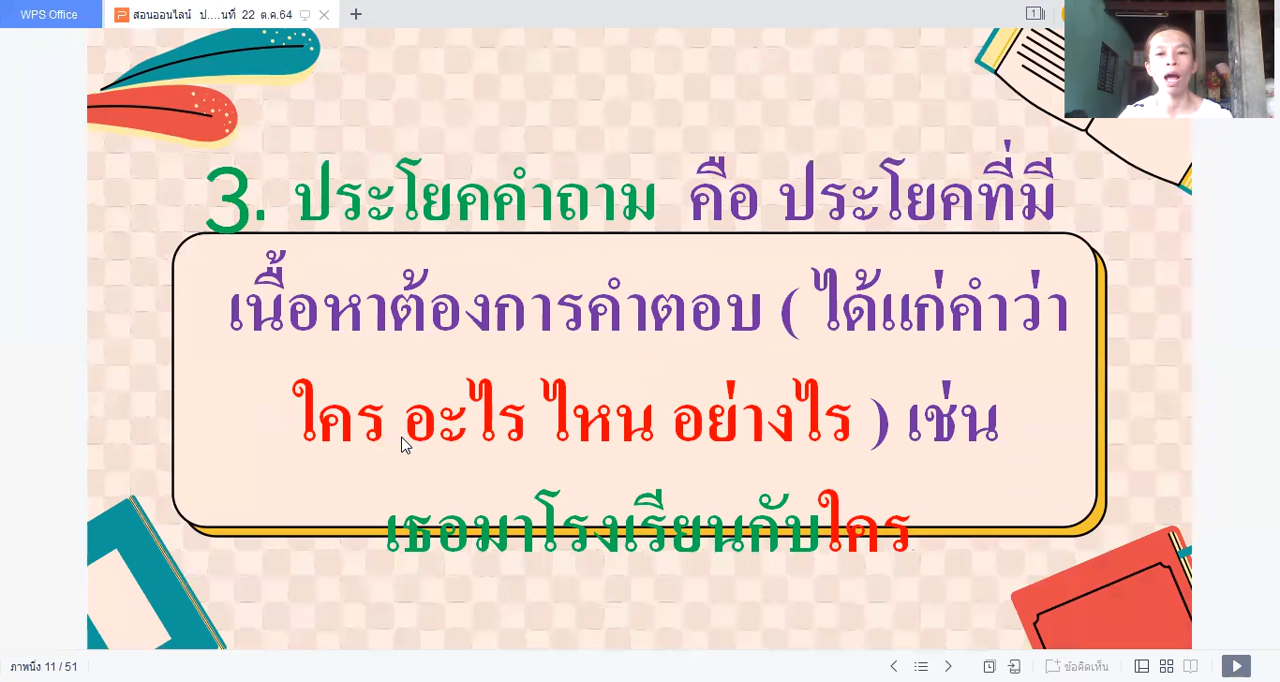 WPS Office
สอนออนไลน์ ป....นที่ 22 ต.ค.64
1
3. ประโยคคำถาม คือ ประโยคที่มี
เนื้อหาต้องการคำตอบ ( ได้แก่คำว่า
ใคร อะไร ไหน อย่างไร ) เช่น
เธอมาโรงเรียนกับใคร
ภาพนิ่ง 11 / 51
ข้อคิดเห็น